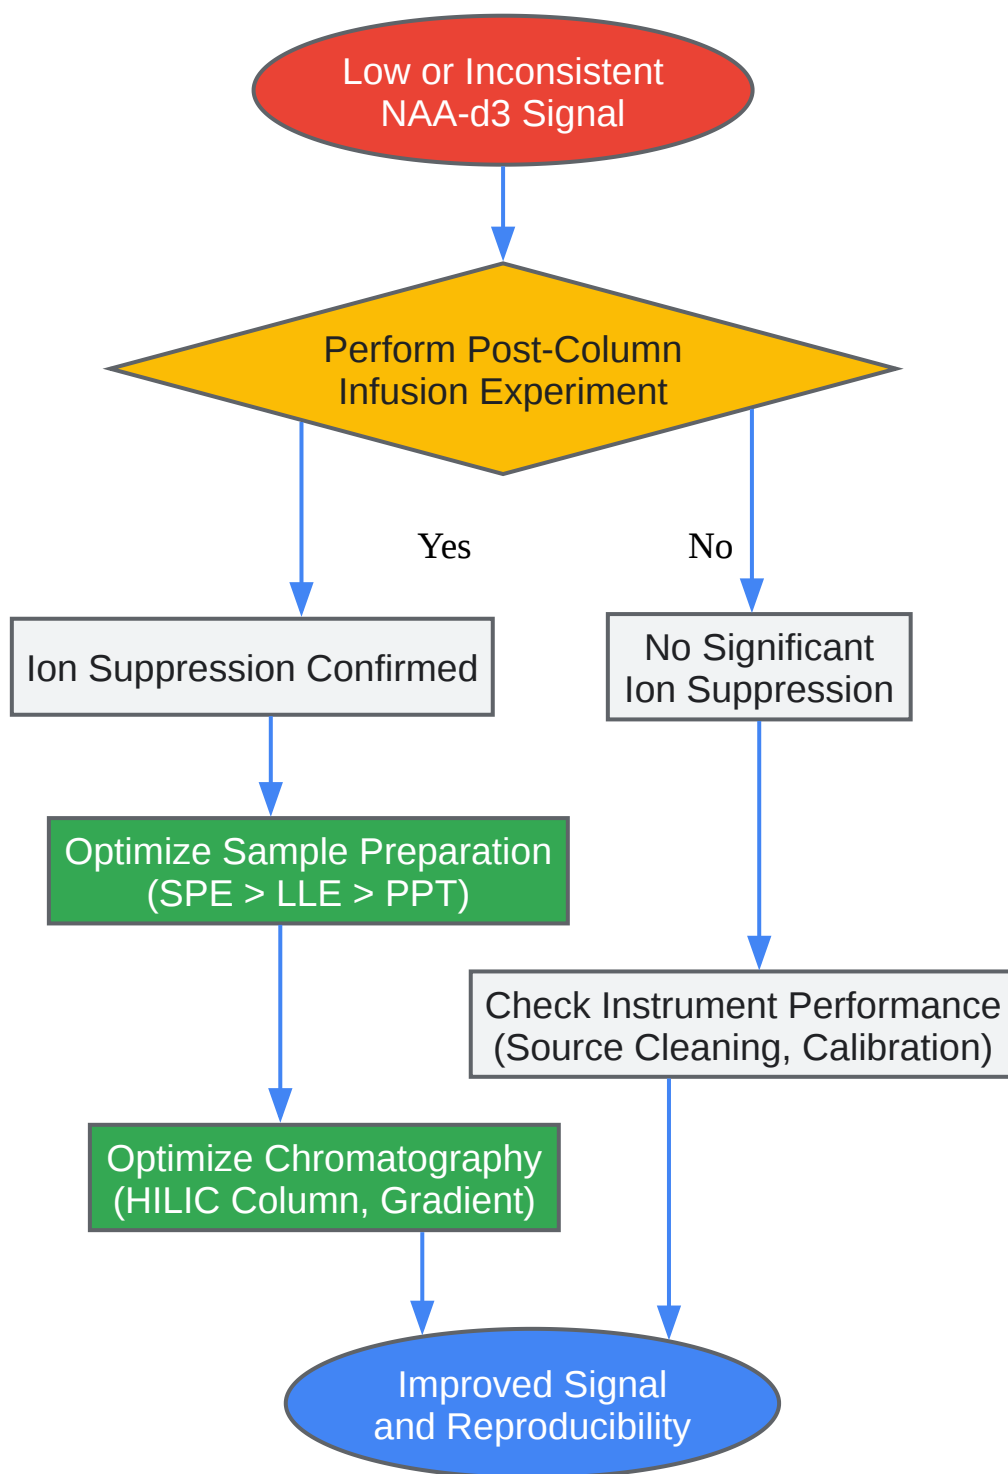 Low or Inconsistent
NAA-d3 Signal
Perform Post-Column
Infusion Experiment
Yes
No
Ion Suppression Confirmed
No Significant
Ion Suppression
Optimize Sample Preparation
(SPE > LLE > PPT)
Check Instrument Performance
(Source Cleaning, Calibration)
Optimize Chromatography
(HILIC Column, Gradient)
Improved Signal
and Reproducibility